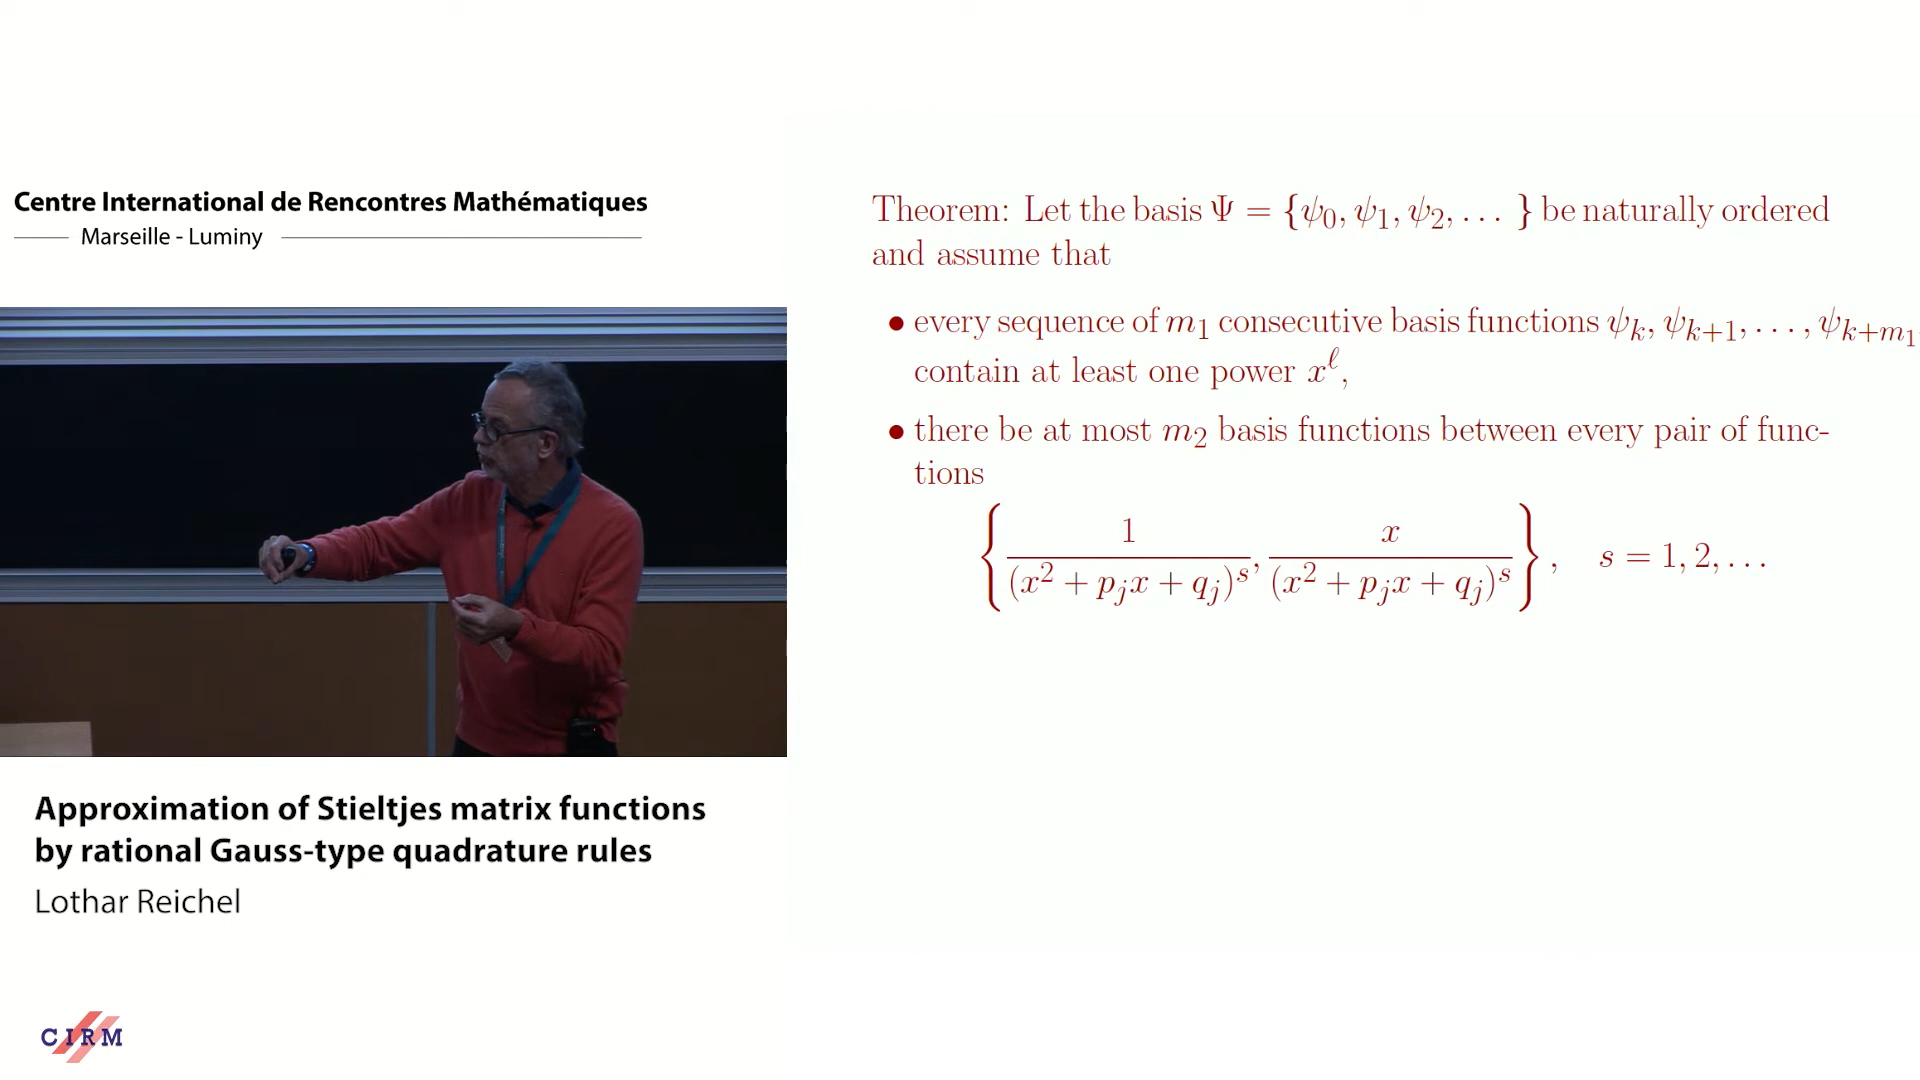 Centre International de Rencontres Mathématiques
Marseille - Luminy
Theorem: Let the basis Ψ = {ψ₀, ψ₁, ψ₂, . . . } be naturally ordered
and assume that
• every sequence of m₁ consecutive basis functions ψₖ, ψₖ₊₁, . . . , ψₖ₊ₘ₁
contain at least one power x^ℓ,
• there be at most m₂ basis functions between every pair of func-
tions
{ 1/(x² + pⱼx + qⱼ)^s, x/(x² + pⱼx + qⱼ)^s }, s = 1, 2, . . .
Approximation of Stieltjes matrix functions
by rational Gauss-type quadrature rules
Lothar Reichel
CIRM